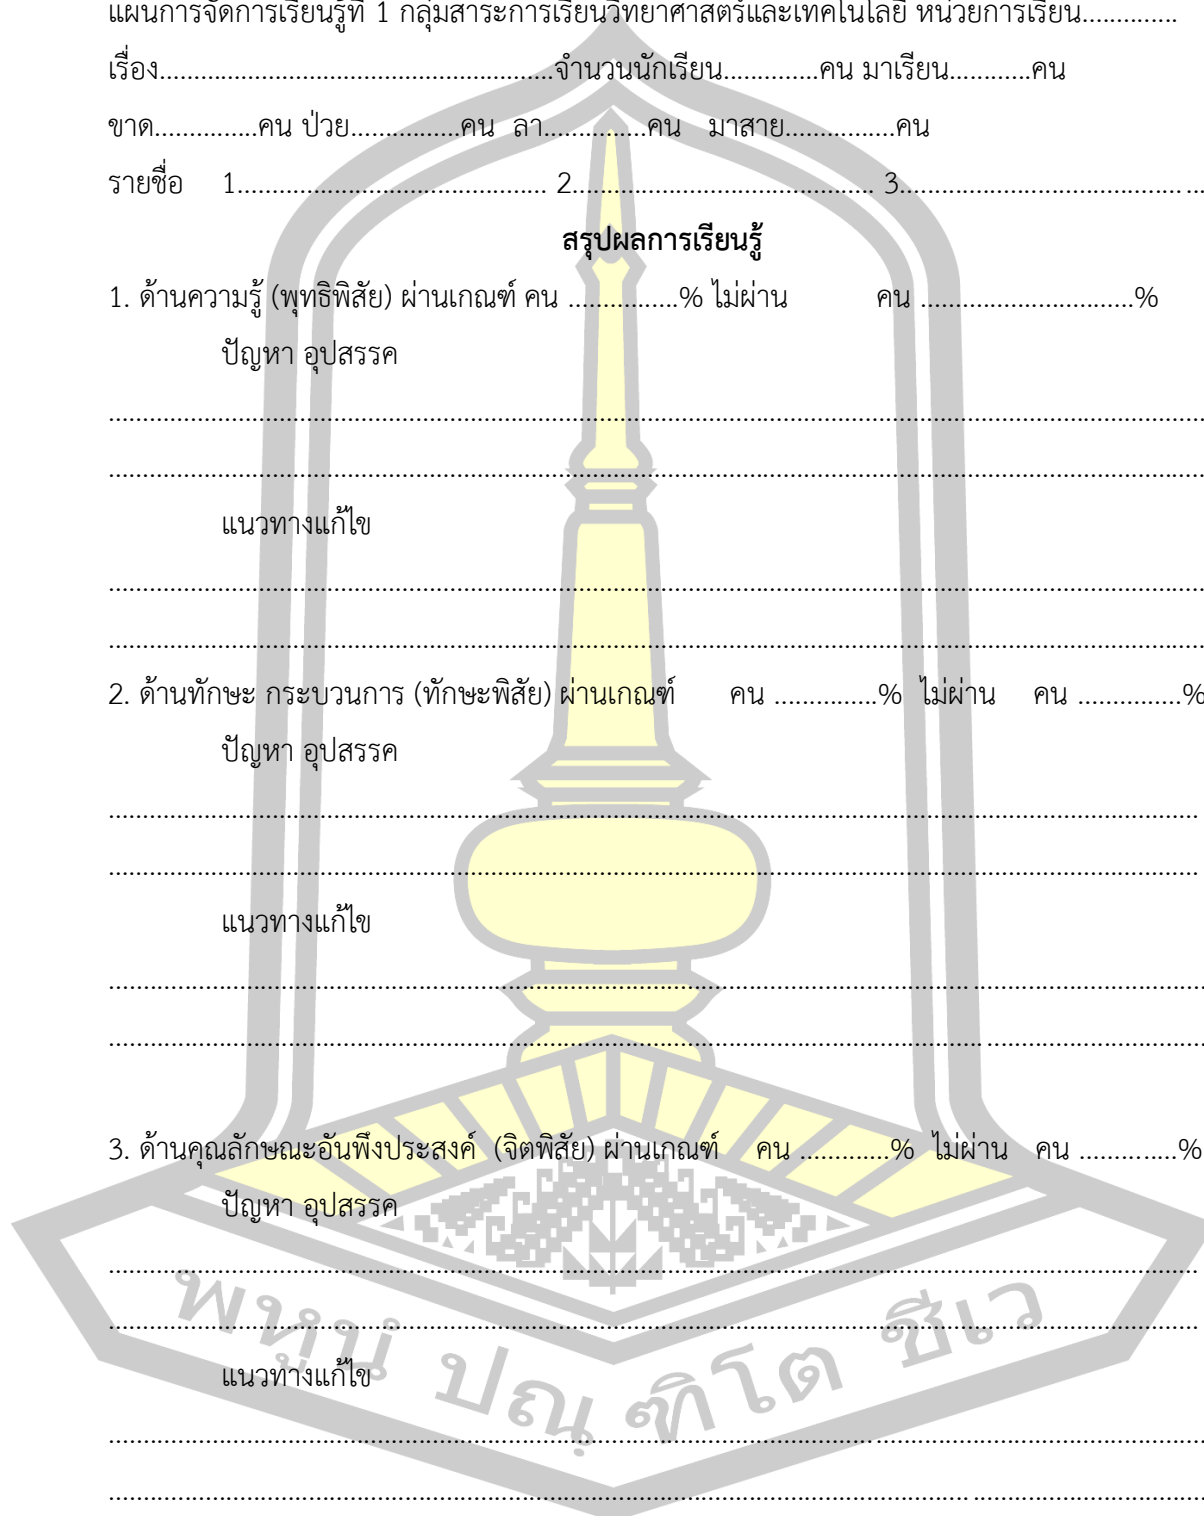 แผนการจัดการเรียนรู้ที่ 1 กลุ่มสาระการเรียนวิทยาศาสตร์และเทคโนโลยี หน่วยการเรียน..............
เรื่อง.........................................................จำนวนนักเรียน..............คน มาเรียน............คน
ขาด...............คน ป่วย................คน ลา...............คน มาสาย................คน
รายชื่อ 1............................................. 2............................................ 3............................................
สรุปผลการเรียนรู้
1. ด้านความรู้ (พุทธิพิสัย) ผ่านเกณฑ์ คน ................% ไม่ผ่าน คน ...............................%
ปัญหา อุปสรรค
................................................................................................................................................................
................................................................................................................................................................
แนวทางแก้ไข
................................................................................................................................................................
................................................................................................................................................................
2. ด้านทักษะ กระบวนการ (ทักษะพิสัย) ผ่านเกณฑ์ คน ...............% ไม่ผ่าน คน ...............%
ปัญหา อุปสรรค
................................................................................................................................................................
................................................................................................................................................................
แนวทางแก้ไข
................................................................................................................................................................
................................................................................................................................................................
3. ด้านคุณลักษณะอันพึงประสงค์ (จิตพิสัย) ผ่านเกณฑ์ คน .............% ไม่ผ่าน คน ..............%
ปัญหา อุปสรรค
................................................................................................................................................................
................................................................................................................................................................
แนวทางแก้ไข
................................................................................................................................................................
................................................................................................................................................................
พหูนํ ปณฺฑิโต ชีเว